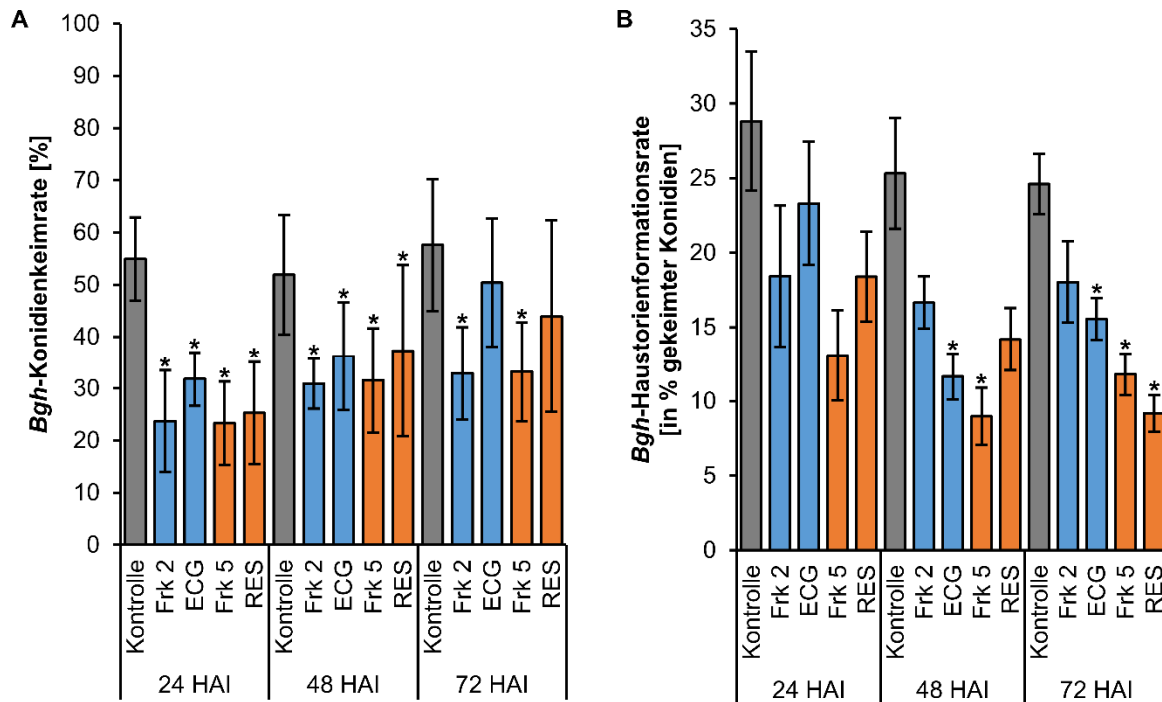 A
Bgh-Konidienkeimrate [%]
100
90
80
70
60
50
40
30
20
10
0
* * * *
* * * *
* *
Kontrolle Frk 2 ECG Frk 5 RES Kontrolle Frk 2 ECG Frk 5 RES Kontrolle Frk 2 ECG Frk 5 RES
24 HAI 48 HAI 72 HAI
B
Bgh-Haustorienformationsrate
[in % gekeimter Konidien]
35
30
25
20
15
10
5
0
* *
* * *
Kontrolle Frk 2 ECG Frk 5 RES Kontrolle Frk 2 ECG Frk 5 RES Kontrolle Frk 2 ECG Frk 5 RES
24 HAI 48 HAI 72 HAI